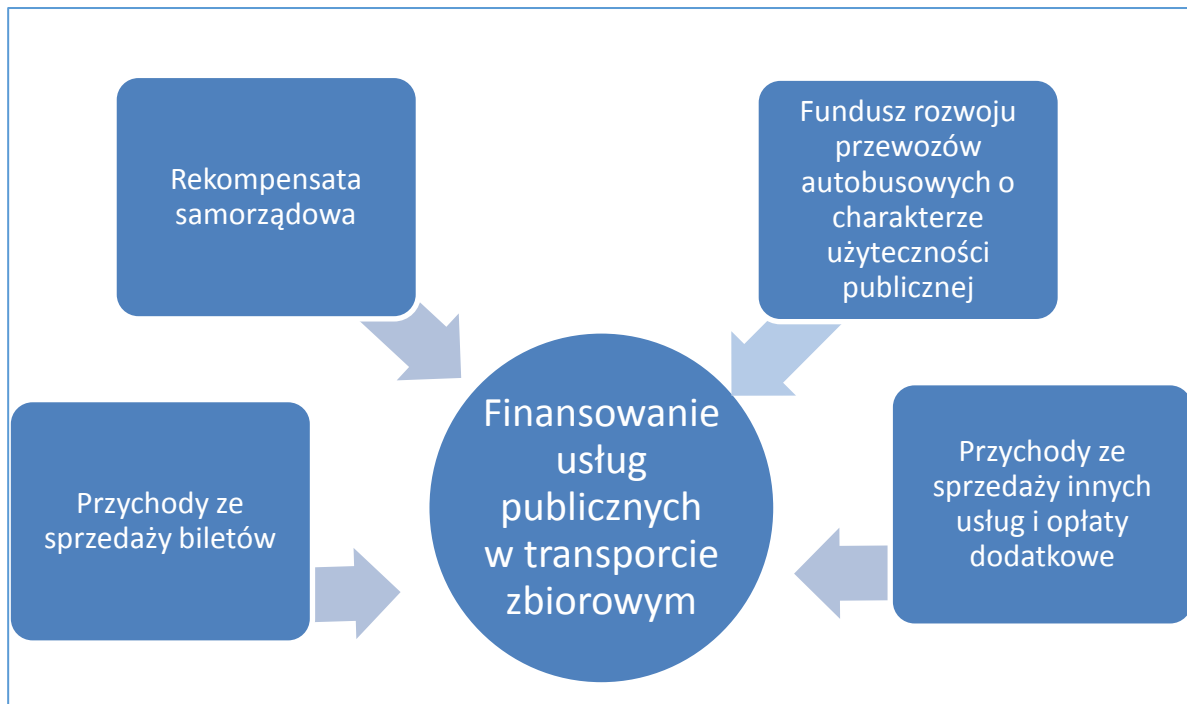 Rekompensata
samorządowa
Fundusz rozwoju
przewozów
autobusowych o
charakterze
użyteczności
publicznej
Przychody ze
sprzedaży biletów
Finansowanie
usług
publicznych
w transporcie
zbiorowym
Przychody ze
sprzedaży innych
usług i opłaty
dodatkowe